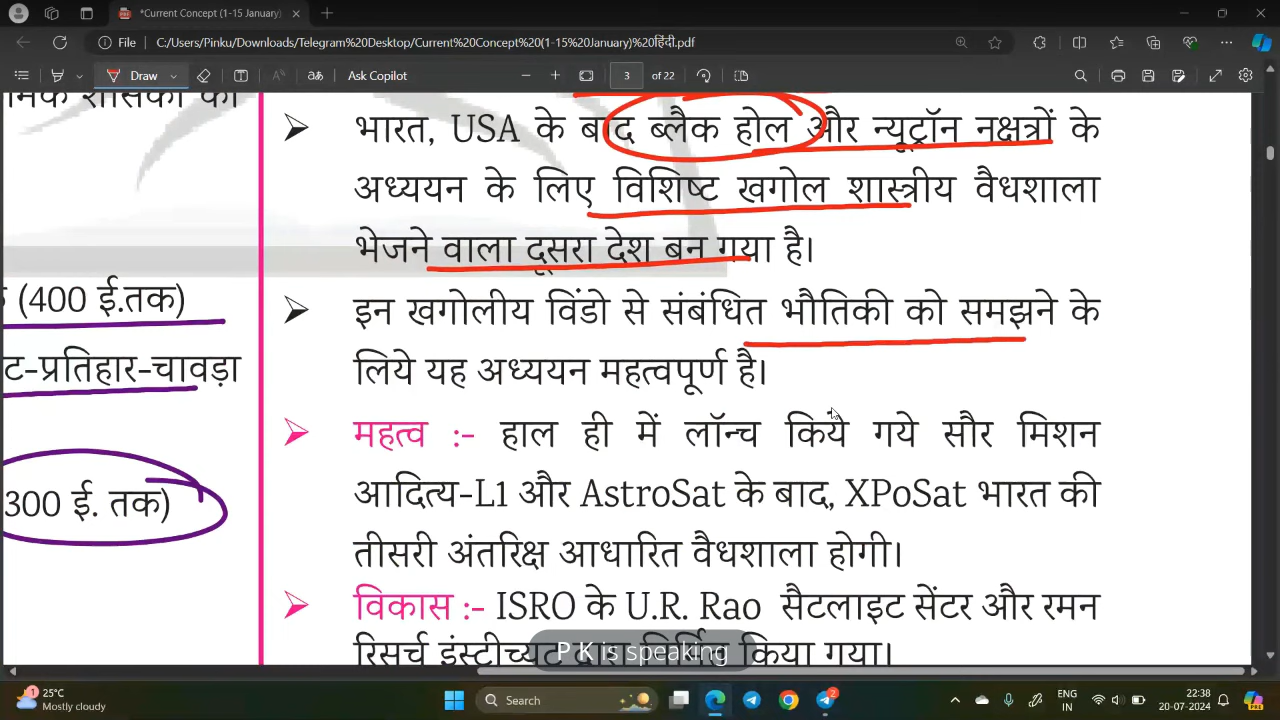 *Current Concept (1-15 January)
File
C:/Users/Pinku/Downloads/Telegram%20Desktop/Current%20Concept%20(1-15%20January)%20हिंदी.pdf
Draw
Ask Copilot
3 of 22
मिक शासिका का
(400 ई.तक)
ट-प्रतिहार-चावड़ा
300 ई. तक)
भारत, USA के बाद ब्लैक होल और न्यूट्रॉन नक्षत्रों के
अध्ययन के लिए विशिष्ट खगोल शास्त्रीय वैधशाला
भेजने वाला दूसरा देश बन गया है।
इन खगोलीय विंडो से संबंधित भौतिकी को समझने के
लिये यह अध्ययन महत्वपूर्ण है।
महत्व :- हाल ही में लॉन्च किये गये सौर मिशन
आदित्य-L1 और AstroSat के बाद, XPoSat भारत की
तीसरी अंतरिक्ष आधारित वैधशाला होगी।
विकास :- ISRO के U.R. Rao सैटलाइट सेंटर और रमन
रिसर्च इंस्टीच्यूट द्वारा निर्मित किया गया।
P K is speaking
1
25°C
Mostly cloudy
Search
2
ENG
IN
22:38
20-07-2024